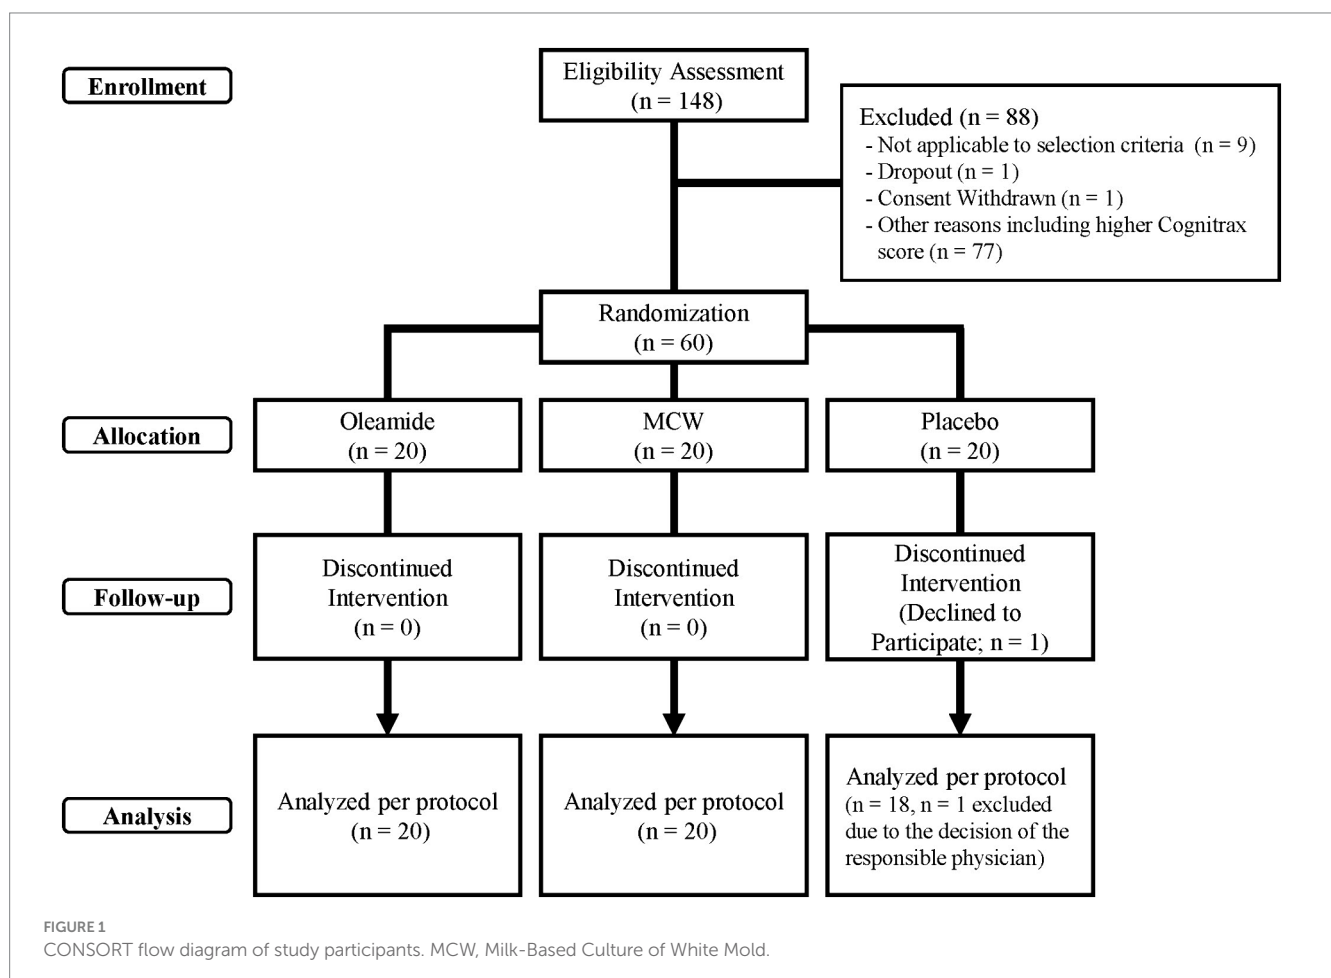 Enrollment
Eligibility Assessment
(n = 148)
Excluded (n = 88)
- Not applicable to selection criteria (n = 9)
- Dropout (n = 1)
- Consent Withdrawn (n = 1)
- Other reasons including higher Cognitrax
score (n = 77)
Randomization
(n = 60)
Allocation
Oleamide
(n = 20)
MCW
(n = 20)
Placebo
(n = 20)
Follow-up
Discontinued
Intervention
(n = 0)
Discontinued
Intervention
(n = 0)
Discontinued
Intervention
(Declined to
Participate; n = 1)
Analysis
Analyzed per protocol
(n = 20)
Analyzed per protocol
(n = 20)
Analyzed per protocol
(n = 18, n = 1 excluded
due to the decision of the
responsible physician)
FIGURE 1
CONSORT flow diagram of study participants. MCW, Milk-Based Culture of White Mold.